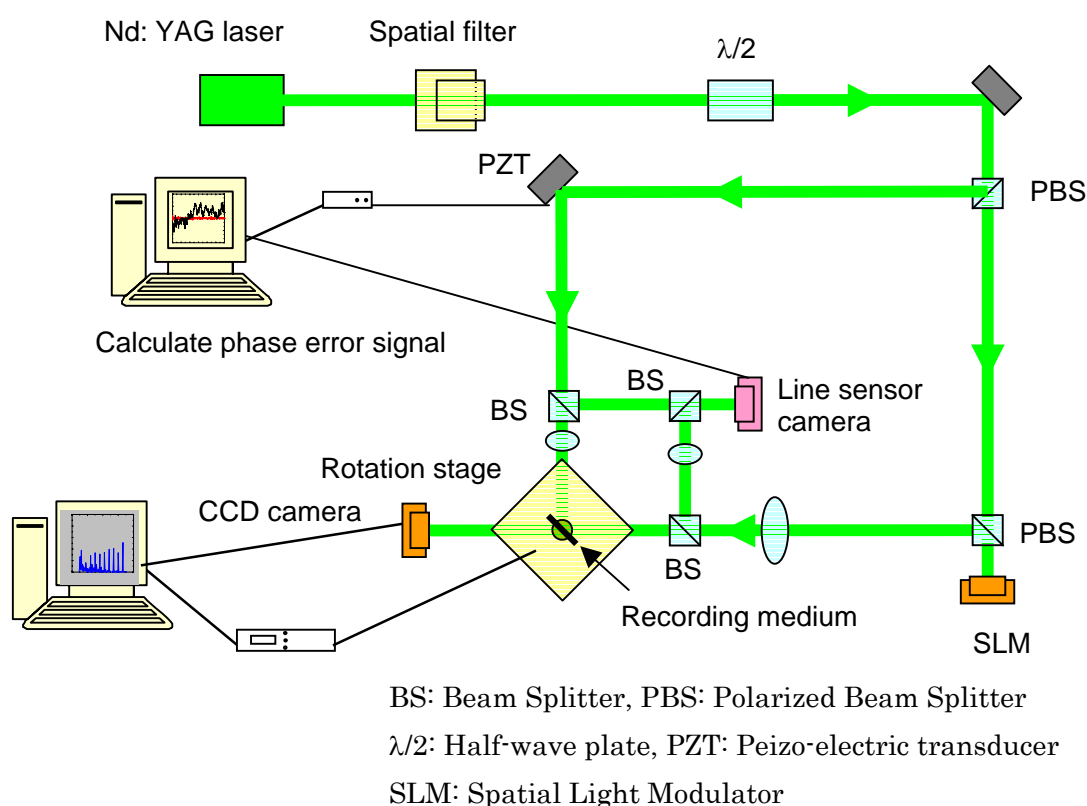 Nd: YAG laser
Spatial filter
λ/2
PZT
PBS
Calculate phase error signal
BS
BS
Line sensor
camera
Rotation stage
CCD camera
BS
PBS
Recording medium
SLM
BS: Beam Splitter, PBS: Polarized Beam Splitter
λ/2: Half-wave plate, PZT: Peizo-electric transducer
SLM: Spatial Light Modulator